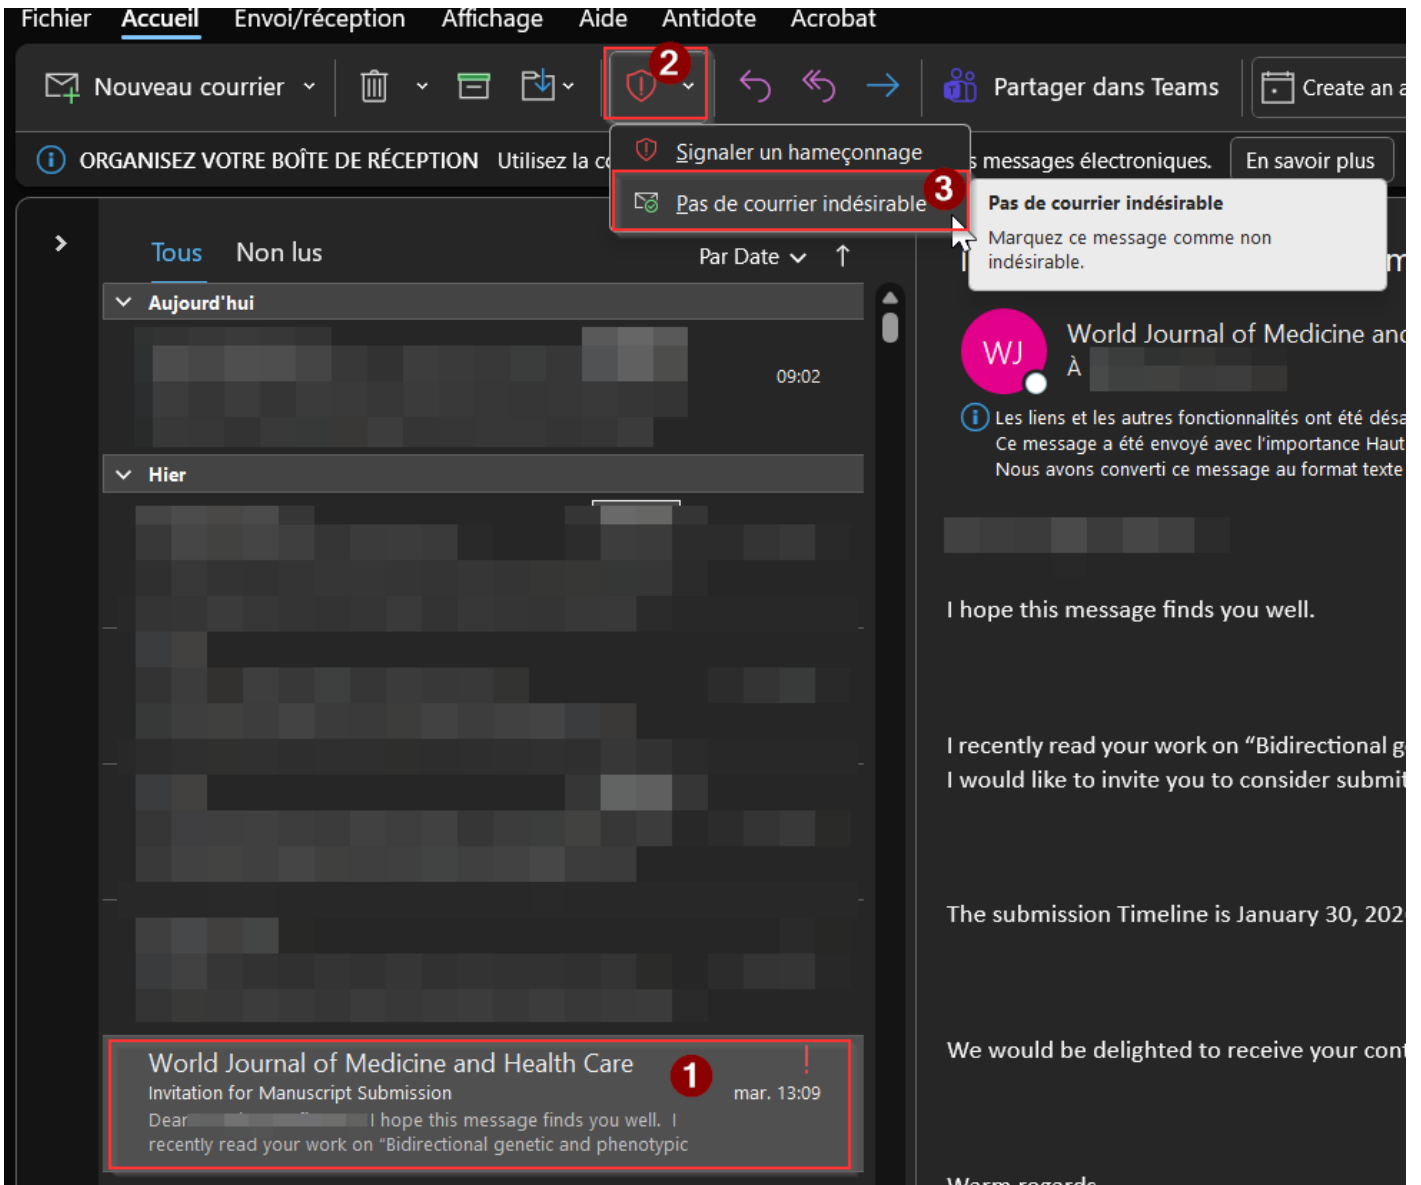 Fichier Accueil Envoi/réception Affichage Aide Antidote Acrobat
2
Nouveau courrier Partager dans Teams Create an a
ORGANISEZ VOTRE BOÎTE DE RÉCEPTION Utilisez la co
s messages électroniques. En savoir plus
Signaler un hameçonnage
Pas de courrier indésirable
3
Pas de courrier indésirable
Marquez ce message comme non
indésirable.
Tous Non lus Par Date
Aujourd'hui
09:02
Hier
World Journal of Medicine and Health Care
Invitation for Manuscript Submission
1
mar. 13:09
Dear I hope this message finds you well. I
recently read your work on “Bidirectional genetic and phenotypic
WJ
World Journal of Medicine and
À
Les liens et les autres fonctionnalités ont été désa
Ce message a été envoyé avec l'importance Haut
Nous avons converti ce message au format texte
I hope this message finds you well.
I recently read your work on “Bidirectional g
I would like to invite you to consider submit
The submission Timeline is January 30, 202
We would be delighted to receive your cont
Warm regards